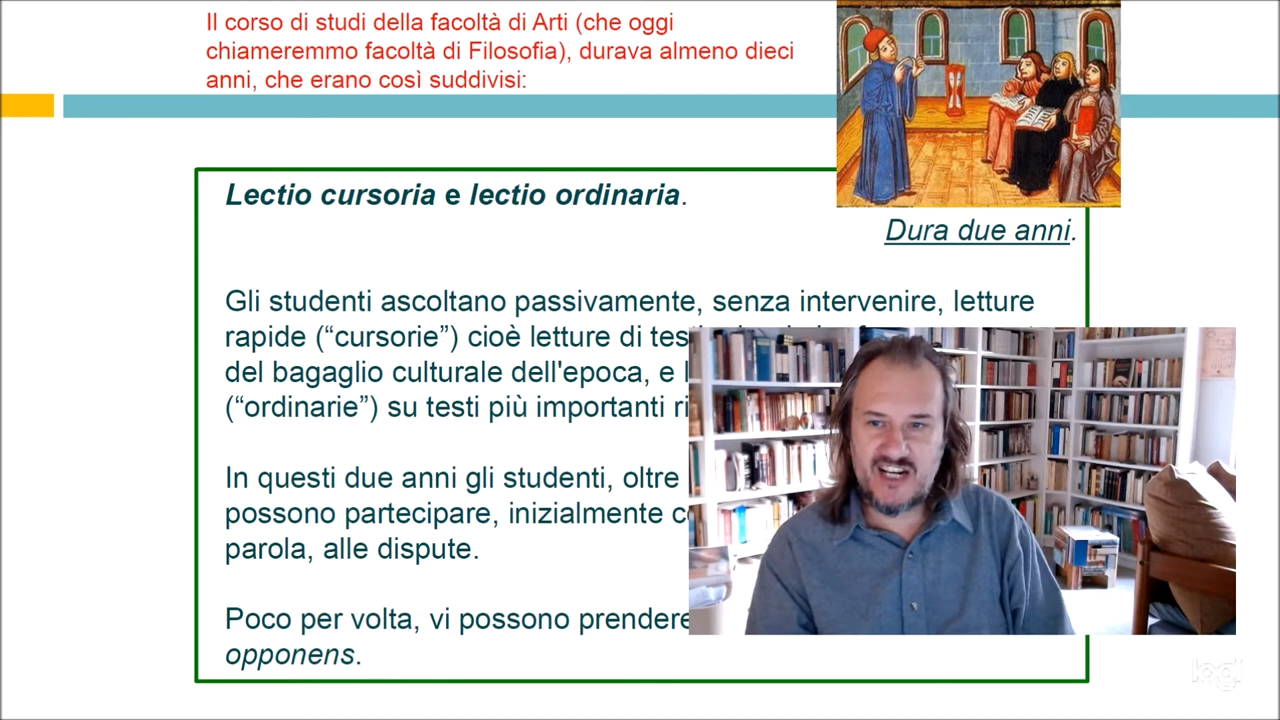 Il corso di studi della facoltà di Arti (che oggi
chiameremmo facoltà di Filosofia), durava almeno dieci
anni, che erano così suddivisi:
Lectio cursoria e lectio ordinaria.
Dura due anni.
Gli studenti ascoltano passivamente, senza intervenire, letture
rapide (“cursorie”) cioè letture di
del bagaglio culturale dell'epoca, e
(“ordinarie”) su testi più importanti
In questi due anni gli studenti, oltre
possono partecipare, inizialmente
parola, alle dispute.
Poco per volta, vi possono prendere
opponens.
logi